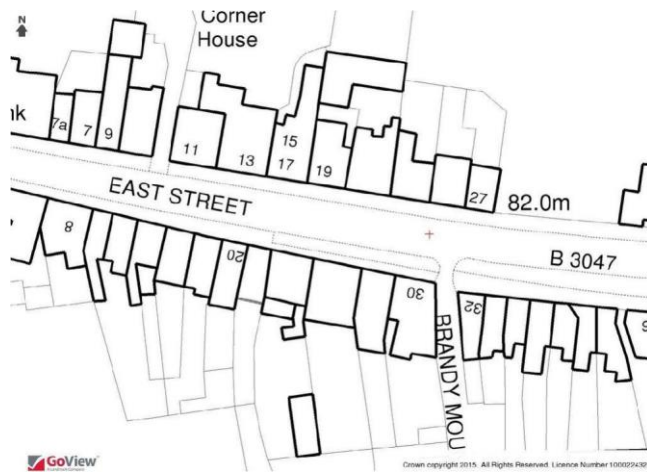 N
Corner
House
nk
7a
7
9
11
13
15
17
19
27
82.0m
EAST STREET
B 3047
8
20
30
32
BRANDY MOU
GoView
Crown copyright 2015. All Rights Reserved. Licence Number 100022432